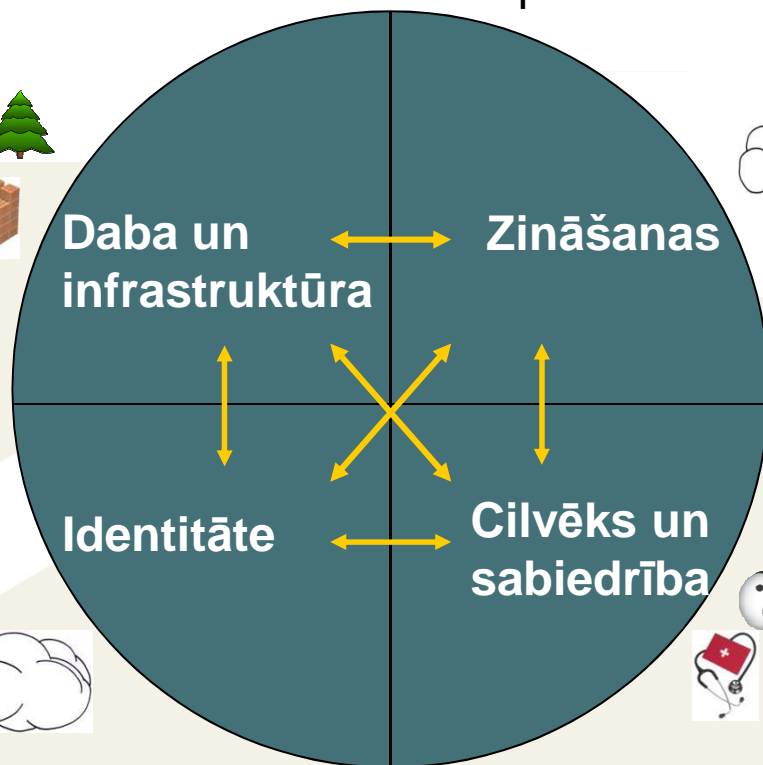 Daba un
infrastruktūra
Zināšanas
Identitāte
Cilvēks un
sabiedrība